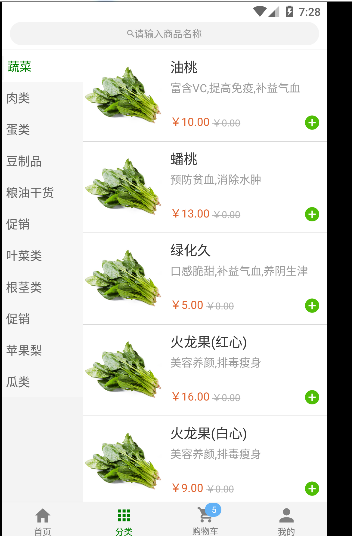 7:28
请输入商品名称
蔬菜
肉类
蛋类
豆制品
粮油干货
促销
叶菜类
根茎类
促销
苹果梨
瓜类
油桃
富含VC,提高免疫,补益气血
￥10.00 ￥0.00
蟠桃
预防贫血,消除水肿
￥13.00 ￥0.00
绿化久
口感脆甜,补益气血,养阴生津
￥5.00 ￥0.00
火龙果(红心)
美容养颜,排毒瘦身
￥16.00 ￥0.00
火龙果(白心)
美容养颜,排毒瘦身
￥9.00 ￥0.00
首页
分类
5
购物车
我的